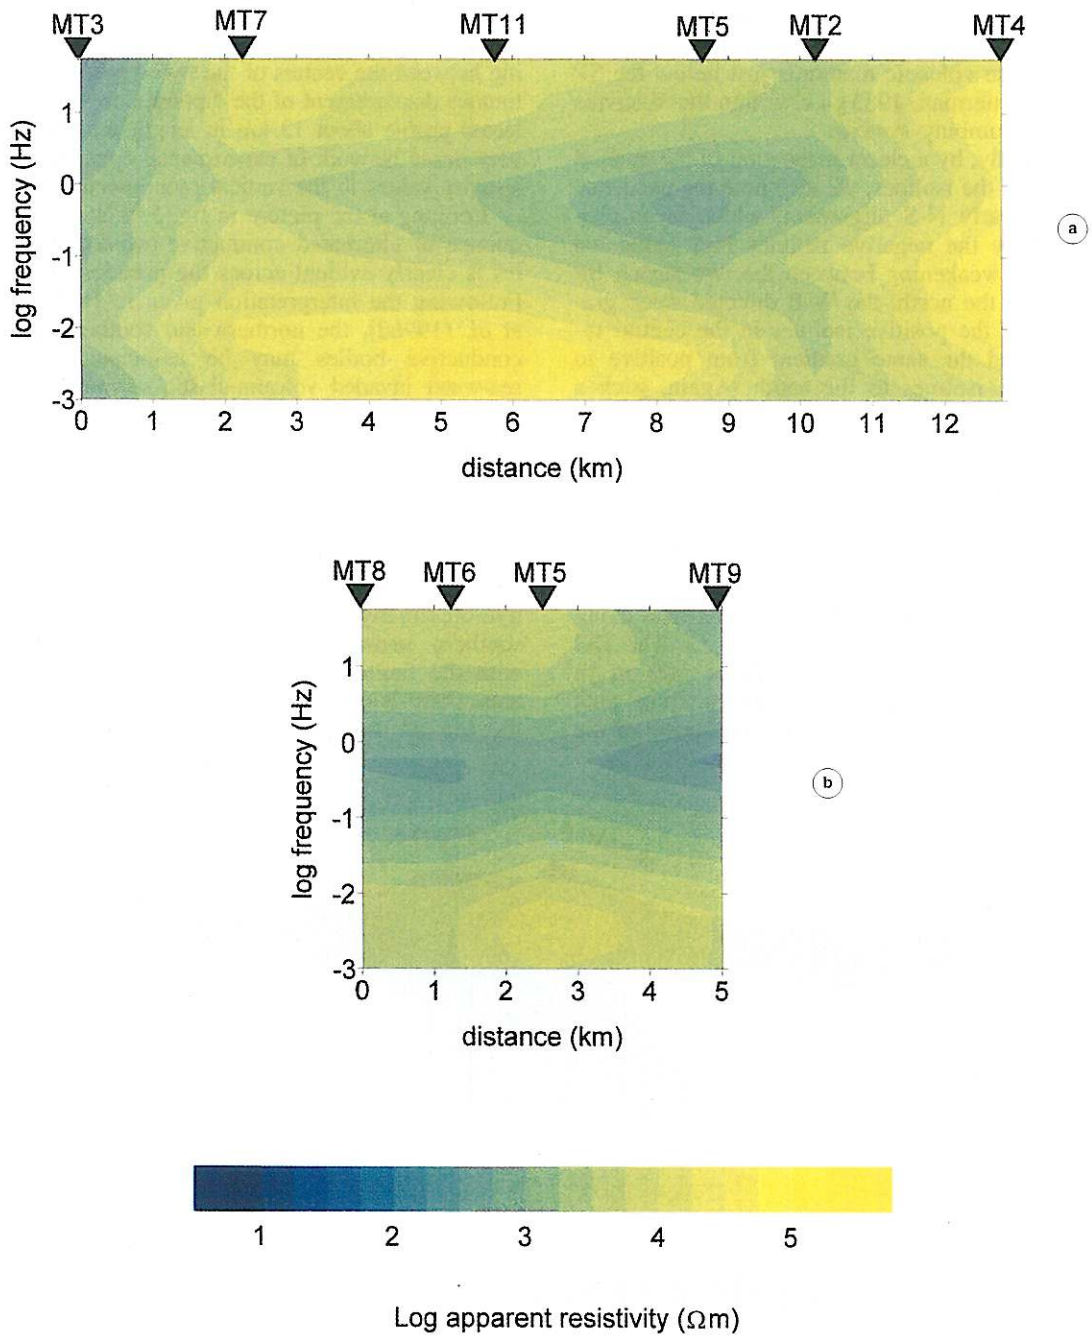 MT3 MT7 MT11 MT5 MT2 MT4
log frequency (Hz)
1
0
-1
-2
-3
0 1 2 3 4 5 6 7 8 9 10 11 12
distance (km)
a
MT8 MT6 MT5 MT9
log frequency (Hz)
1
0
-1
-2
-3
0 1 2 3 4 5
distance (km)
b
1 2 3 4 5
Log apparent resistivity (Ωm)